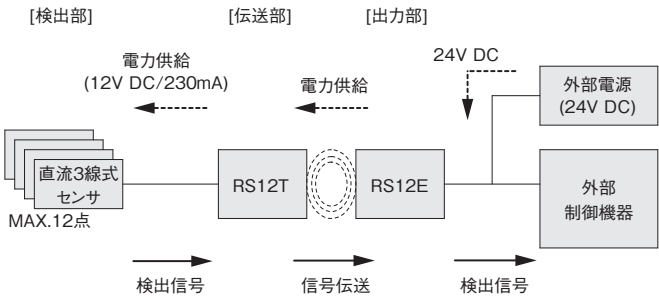 [検出部]
[伝送部]
[出力部]
電力供給
(12V DC/230mA)
電力供給
24V DC
外部電源
(24V DC)
直流3線式
センサ
MAX.12点
RS12T
RS12E
外部
制御機器
検出信号
信号伝送
検出信号